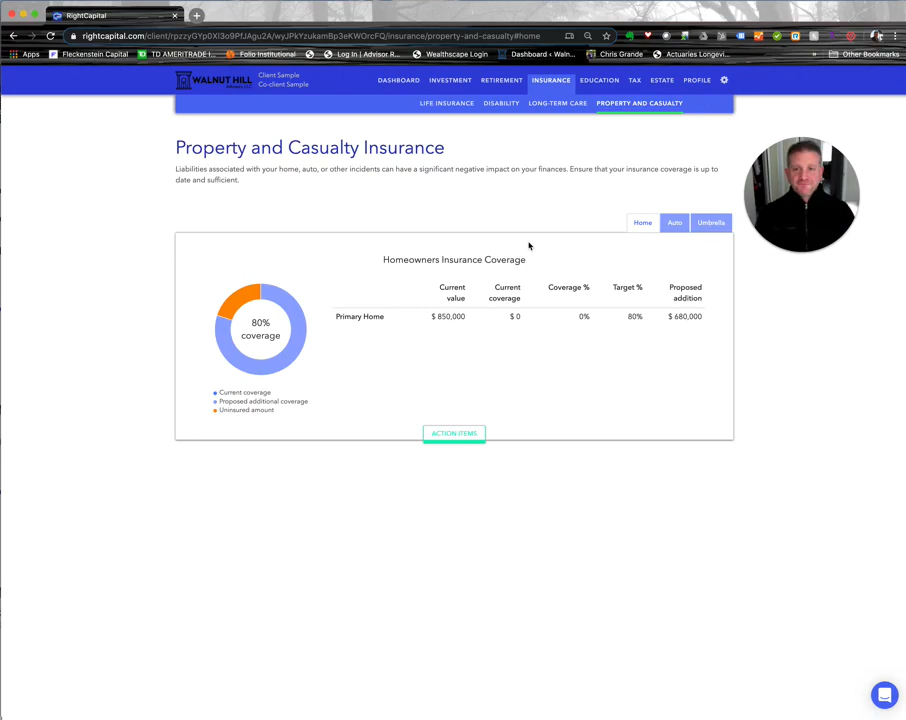 RightCapital
rightcapital.com/client/rpzzyGYp0Xl3o9PfJAgu2A/wyJPkYzukamBp3eKWOrcFQ/insurance/property-and-casualty#home
Apps Fleckenstein Capital TD AMERITRADE I... Folio Institutional Log In | Advisor R... Wealthscape Login Dashboard ‹ Waln... Chris Grande Actuaries Longevi... » Other Bookmarks
WALNUT HILL
Advisors, LLC
Client Sample
Co-client Sample
DASHBOARD INVESTMENT RETIREMENT INSURANCE EDUCATION TAX ESTATE PROFILE
LIFE INSURANCE DISABILITY LONG-TERM CARE PROPERTY AND CASUALTY
Property and Casualty Insurance
Liabilities associated with your home, auto, or other incidents can have a significant negative impact on your finances. Ensure that your insurance coverage is up to
date and sufficient.
Home Auto Umbrella
Homeowners Insurance Coverage
80%
coverage
Current coverage
Proposed additional coverage
Uninsured amount
Current value Current coverage Coverage % Target % Proposed addition
Primary Home $ 850,000 $ 0 0% 80% $ 680,000
ACTION ITEMS